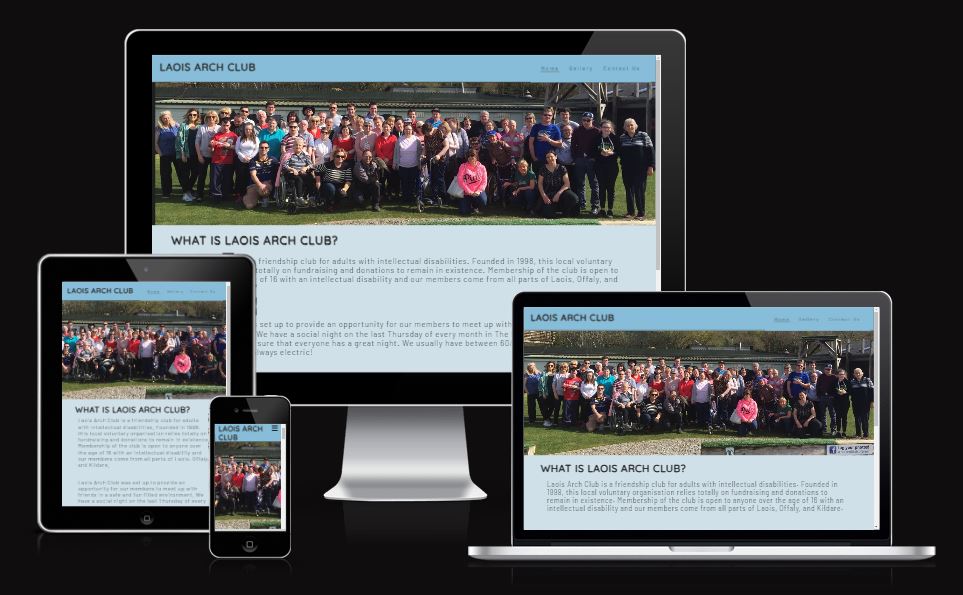 LAOIS ARCH CLUB
Home Gallery Contact Us
WHAT IS LAOIS ARCH CLUB?
friendship club for adults with intellectual disabilities. Founded in 1998, this local voluntary
totally on fundraising and donations to remain in existence. Membership of the club is open to
of 16 with an intellectual disability and our members come from all parts of Laois, Offaly, and
set up to provide an opportunity for our members to meet up with
We have a social night on the last Thursday of every month in The
sure that everyone has a great night. We usually have between 60
lways electric!
LAOIS ARCH CLUB
Home Gallery Contact Us
WHAT IS LAOIS ARCH CLUB?
Laois Arch Club is a friendship club for adults
with intellectual disabilities. Founded in 1998,
this local voluntary organisation relies totally on
fundraising and donations to remain in existence.
Membership of the club is open to anyone over
the age of 16 with an intellectual disability and
our members come from all parts of Laois, Offaly,
and Kildare.
Laois Arch Club was set up to provide an
opportunity for our members to meet up with
friends in a safe and fun filled environment. We
have a social night on the last Thursday of every
LAOIS ARCH
CLUB
LAOIS ARCH CLUB
Home Gallery Contact Us
WHAT IS LAOIS ARCH CLUB?
Laois Arch Club is a friendship club for adults with intellectual disabilities. Founded in
1998, this local voluntary organisation relies totally on fundraising and donations to
remain in existence. Membership of the club is open to anyone over the age of 16 with an
intellectual disability and our members come from all parts of Laois, Offaly, and Kildare.